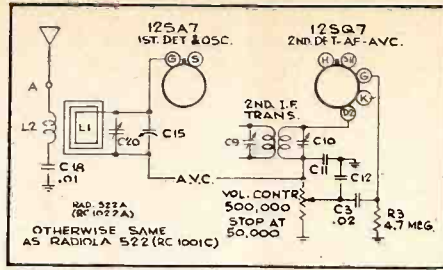 12SA7
1ST. DET & OSC.
12SQ7
2ND. DET-AF-A.V.C.
G
S
H
G
K
D2
A
L2
L1
C20
C15
2ND. I.F.
TRANS.
C9
C10
C11
C12
C18
.01
A.V.C.
VOL. CONTR.
500,000
STOP AT
50,000
C3
.02
R3
4.7 MEG.
RAD. 522A
(RC 1022A)
OTHERWISE SAME
AS RADIOLA 522 (RC 1001C)